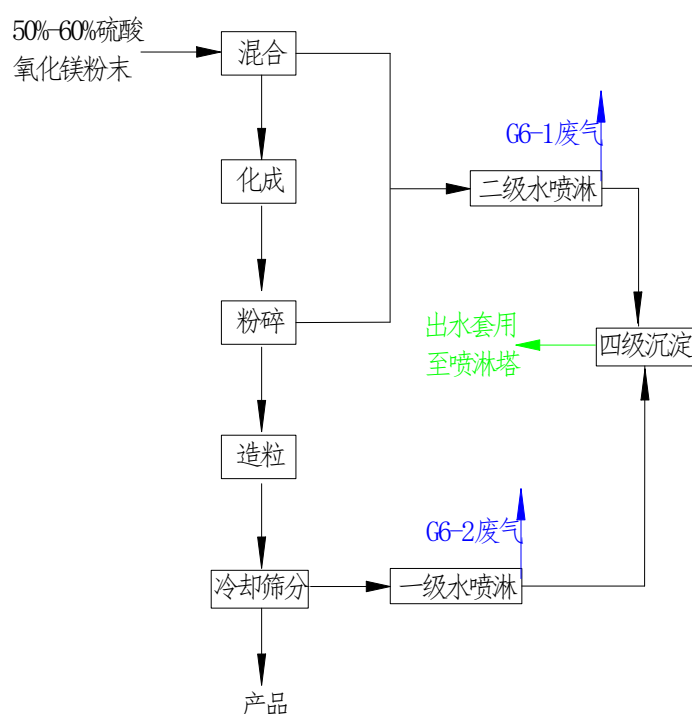 50%-60%硫酸
氧化镁粉末
混合
G6-1废气
化成
二级水喷淋
粉碎
出水套用
至喷淋塔
四级沉淀
造粒
G6-2废气
冷却筛分
一级水喷淋
产品